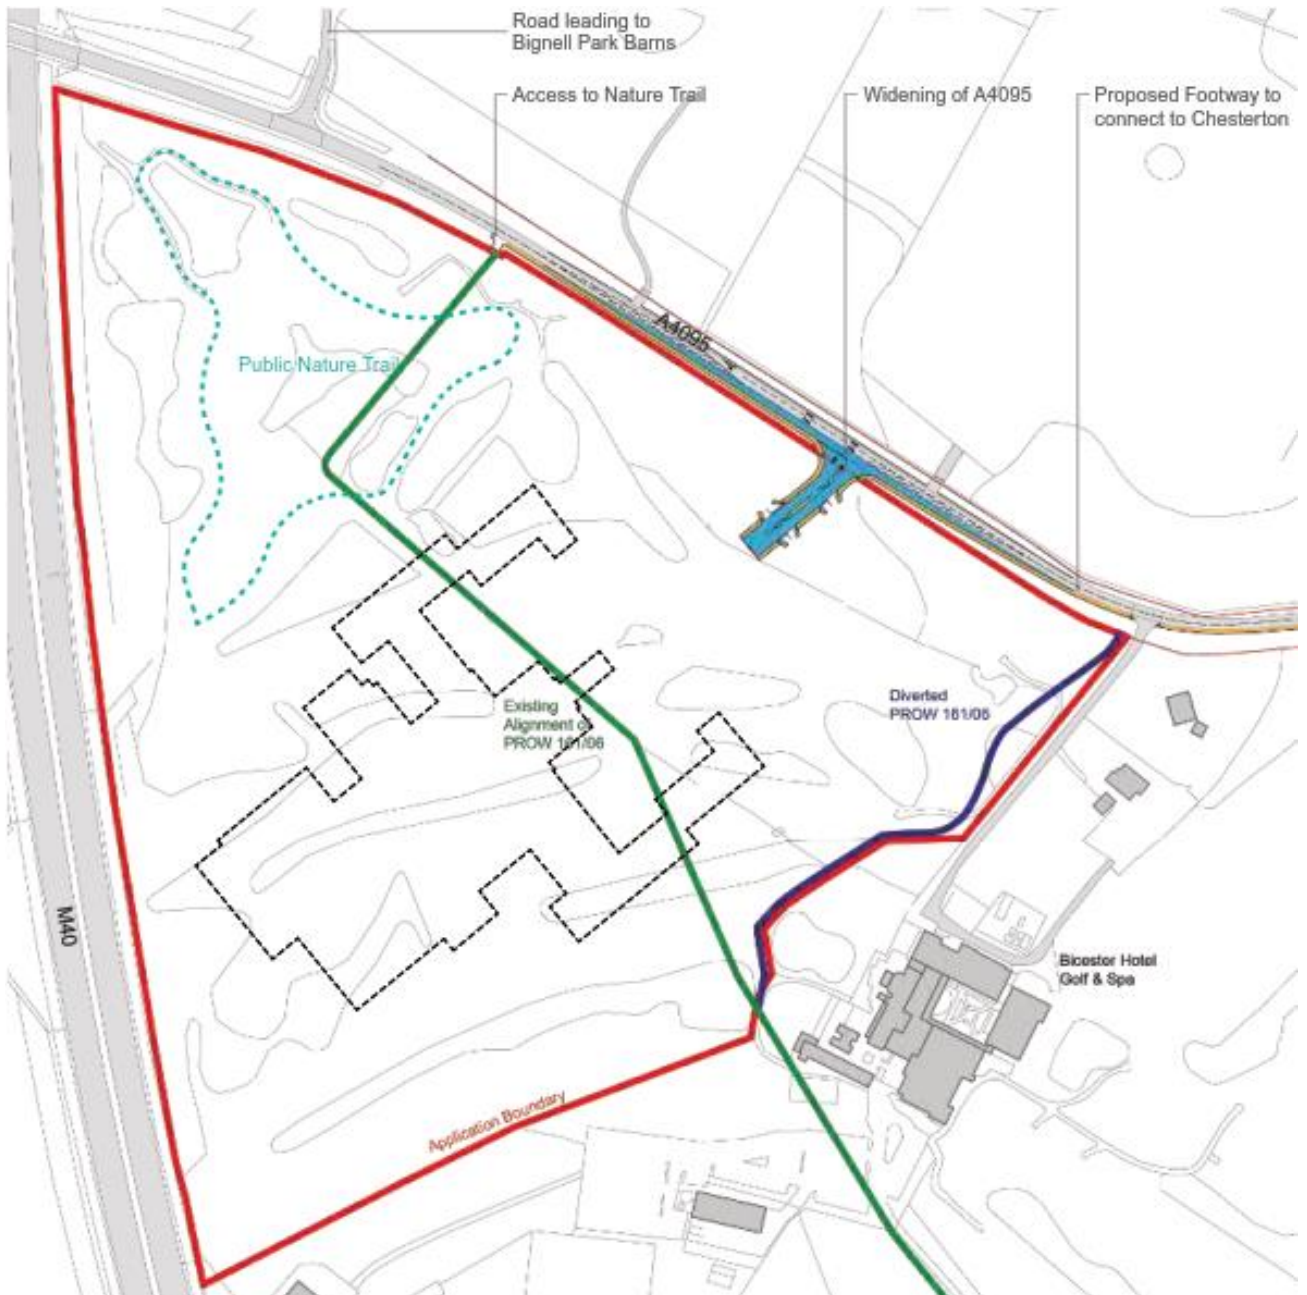 Road leading to
Bignell Park Barns
Access to Nature Trail
Widening of A4095
Proposed Footway to
connect to Chesterton
A4095
Public Nature Trail
Existing
Alignment of
PROW 161/06
Diverted
PROW 161/06
M40
Bicester Hotel
Golf & Spa
Application Boundary